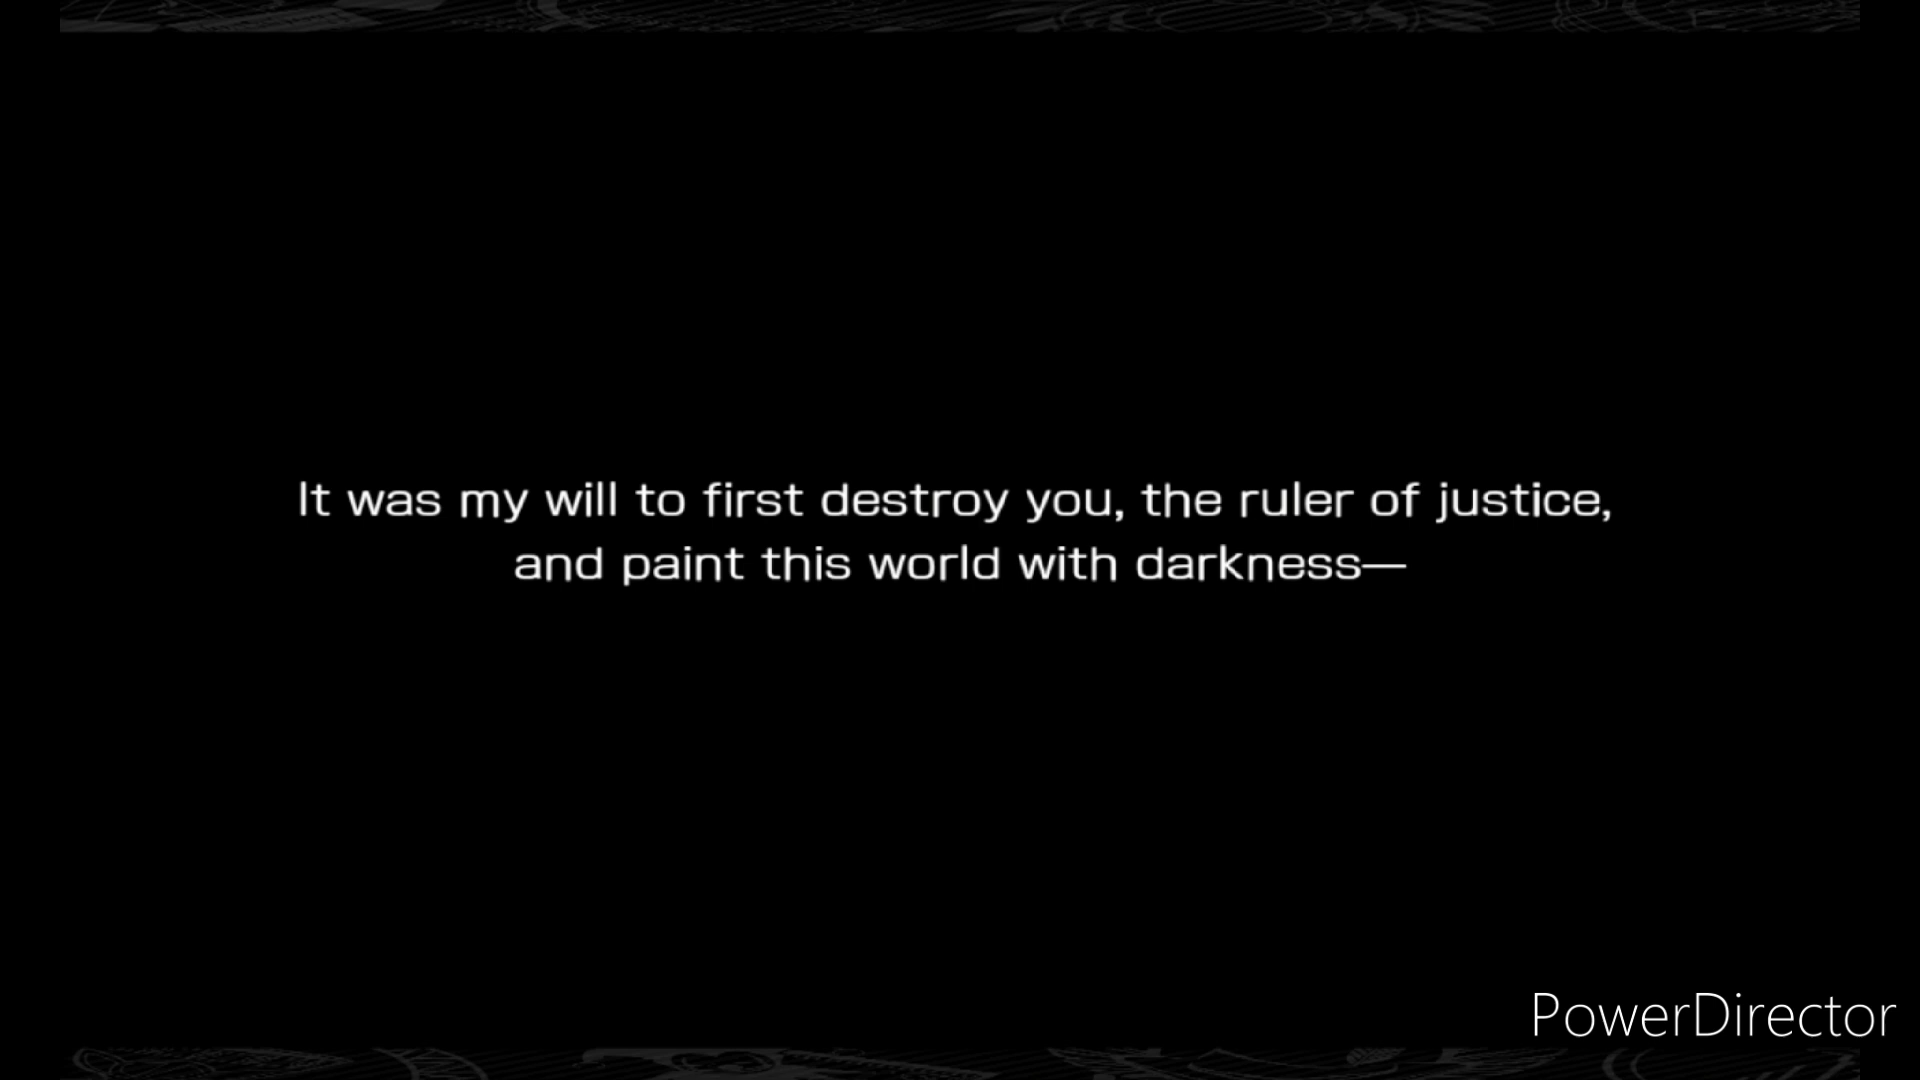 It was my will to first destroy you, the ruler of justice,
and paint this world with darkness—
PowerDirector